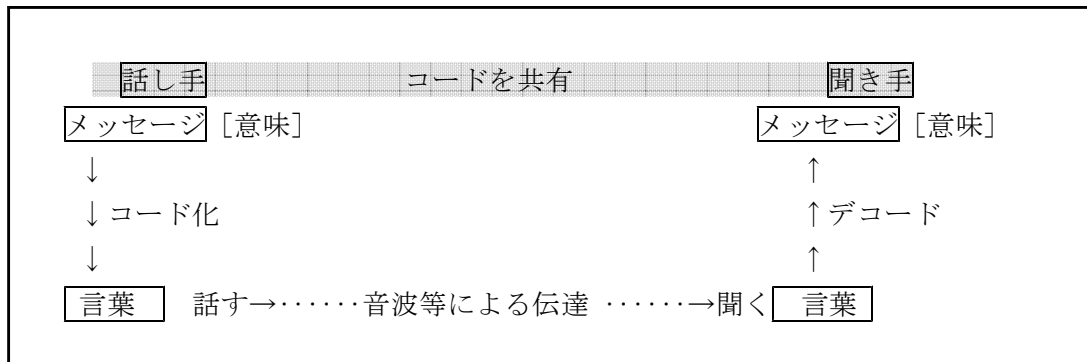 話し手 コードを共有 聞き手
メッセージ [意味] メッセージ [意味]
↓ ↑
↓コード化 ↑デコード
↓ ↑
言葉 話す→‥‥‥音波等による伝達 ‥‥‥→聞く 言葉